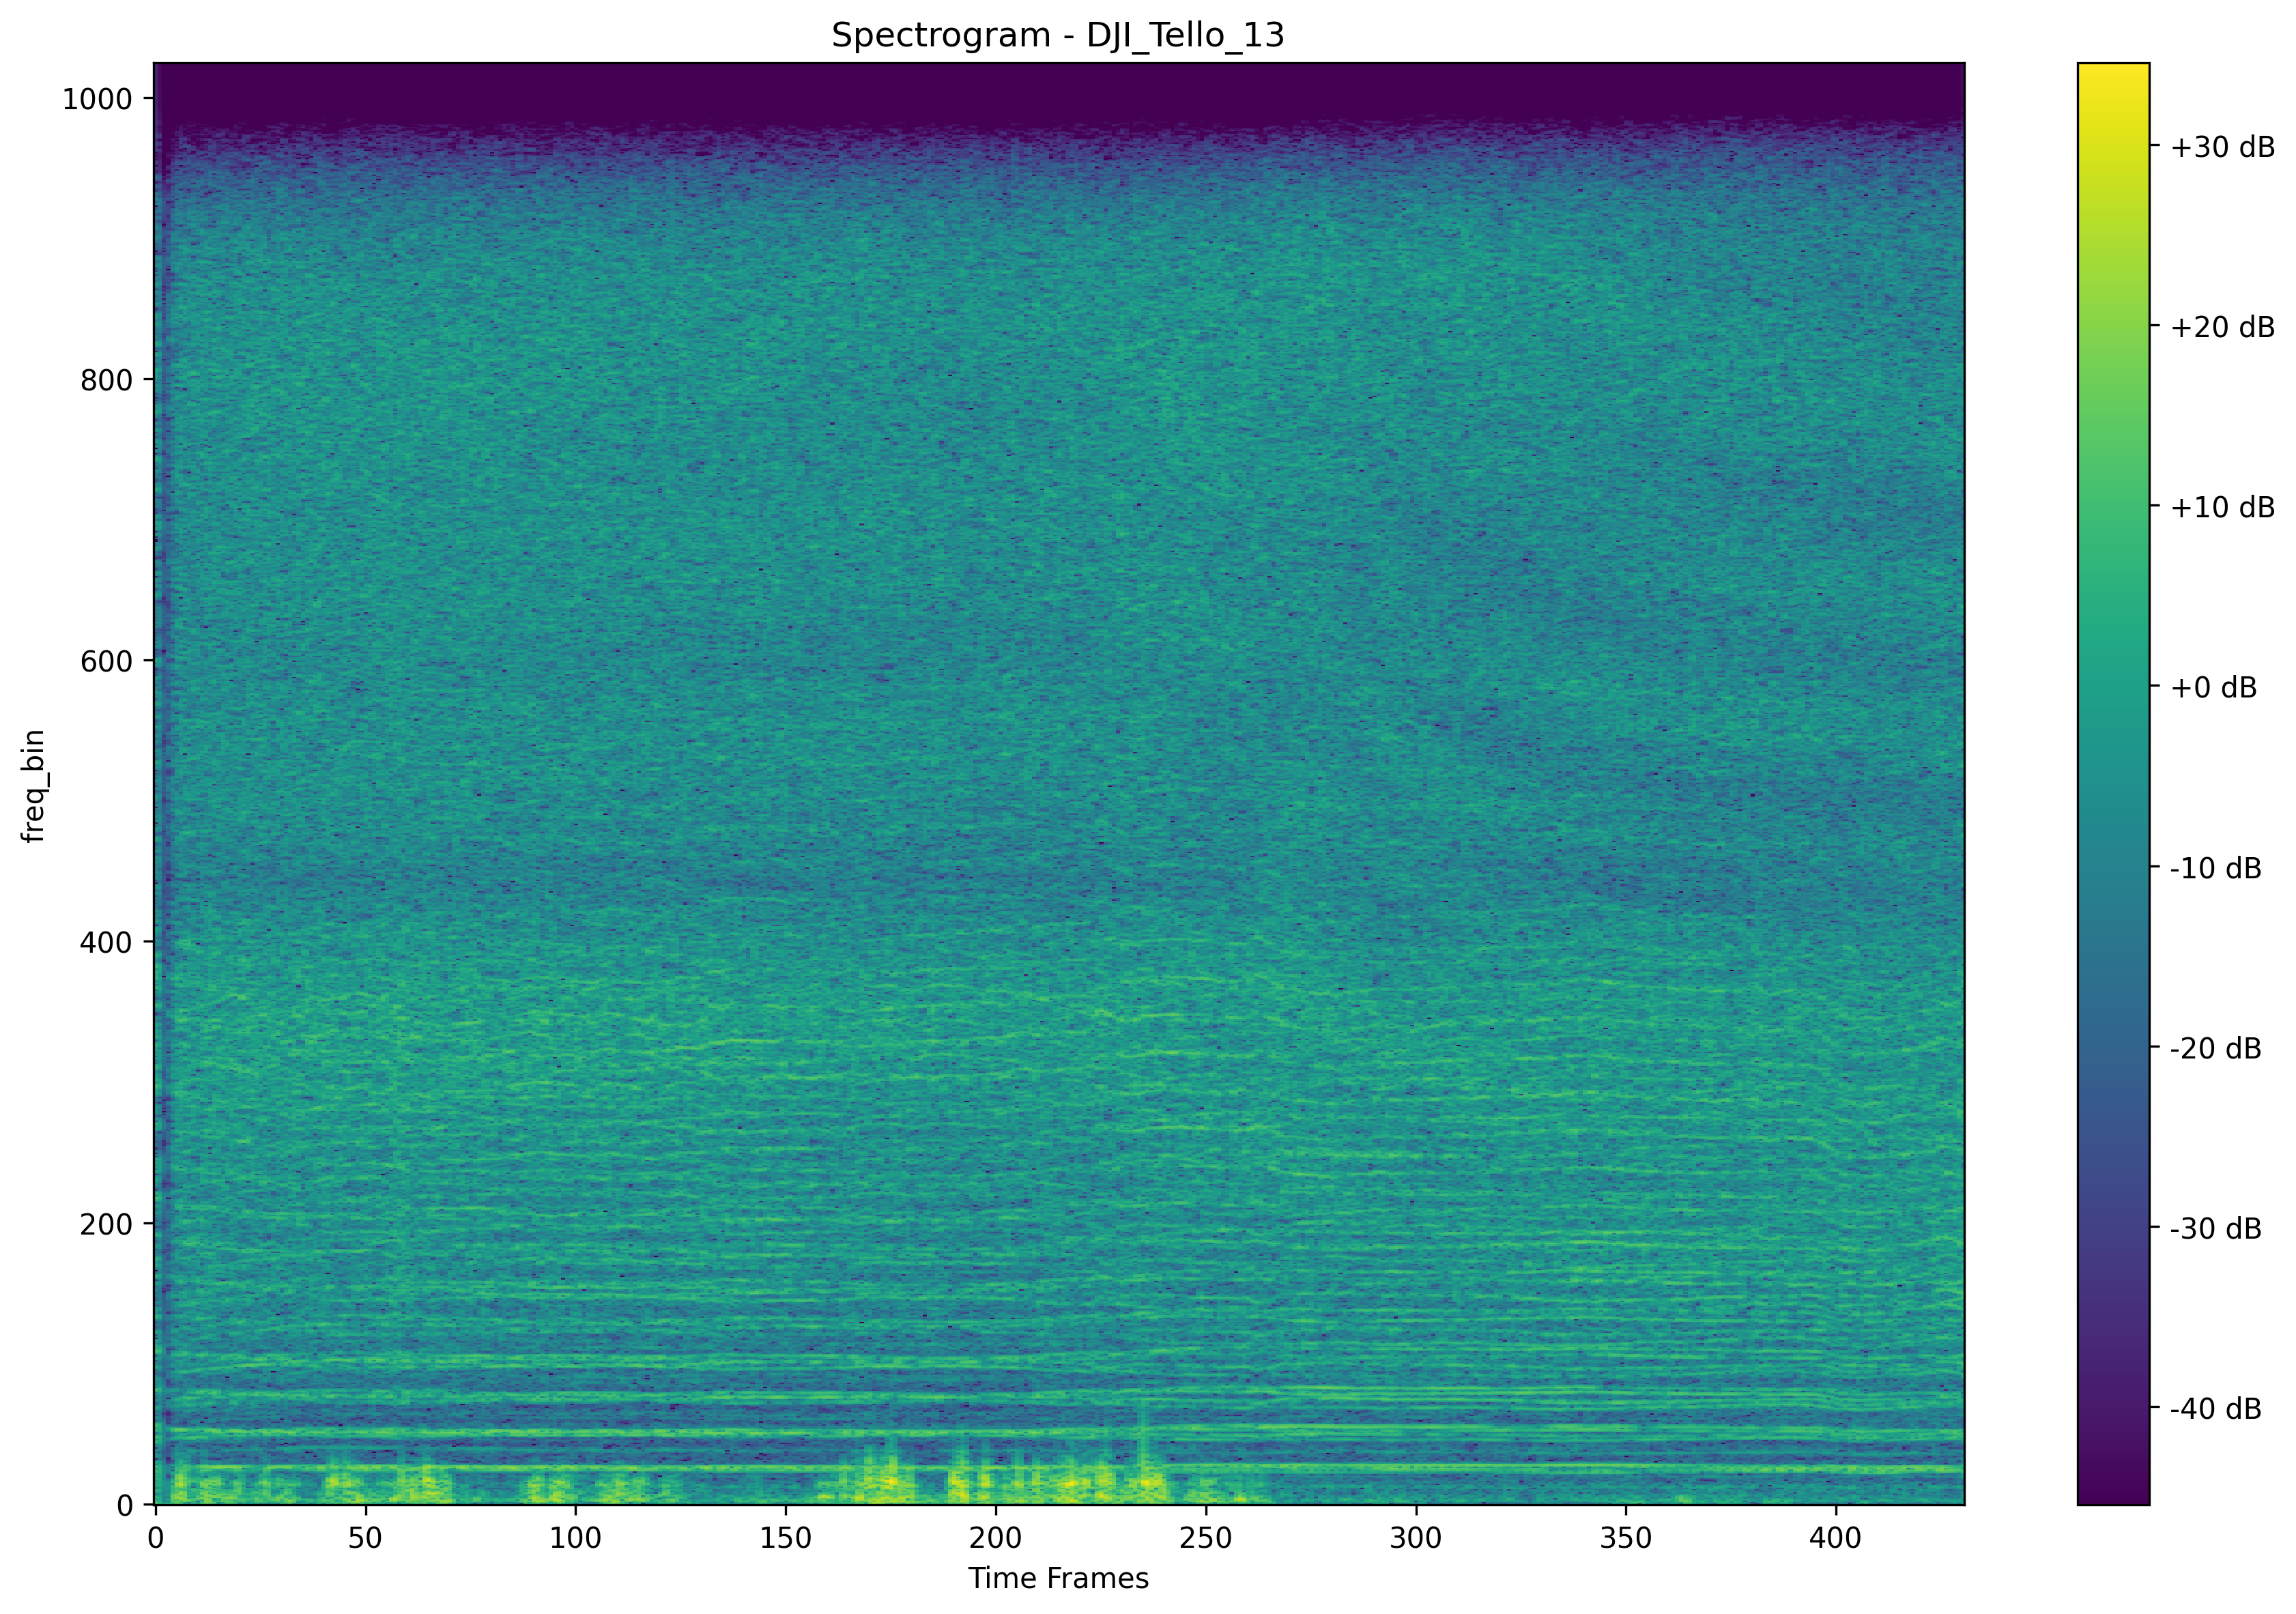 Spectrogram - DJI_Tello_13
1000
800
600
400
200
0
freq_bin
0 50 100 150 200 250 300 350 400
Time Frames
+30 dB
+20 dB
+10 dB
+0 dB
-10 dB
-20 dB
-30 dB
-40 dB